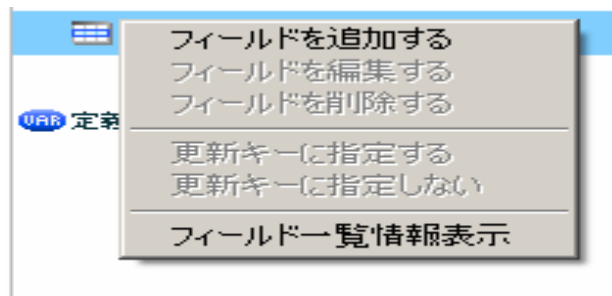 フィールドを追加する
フィールドを編集する
フィールドを削除する
VAR 定義
更新キーに指定する
更新キーに指定しない
フィールド一覧情報表示